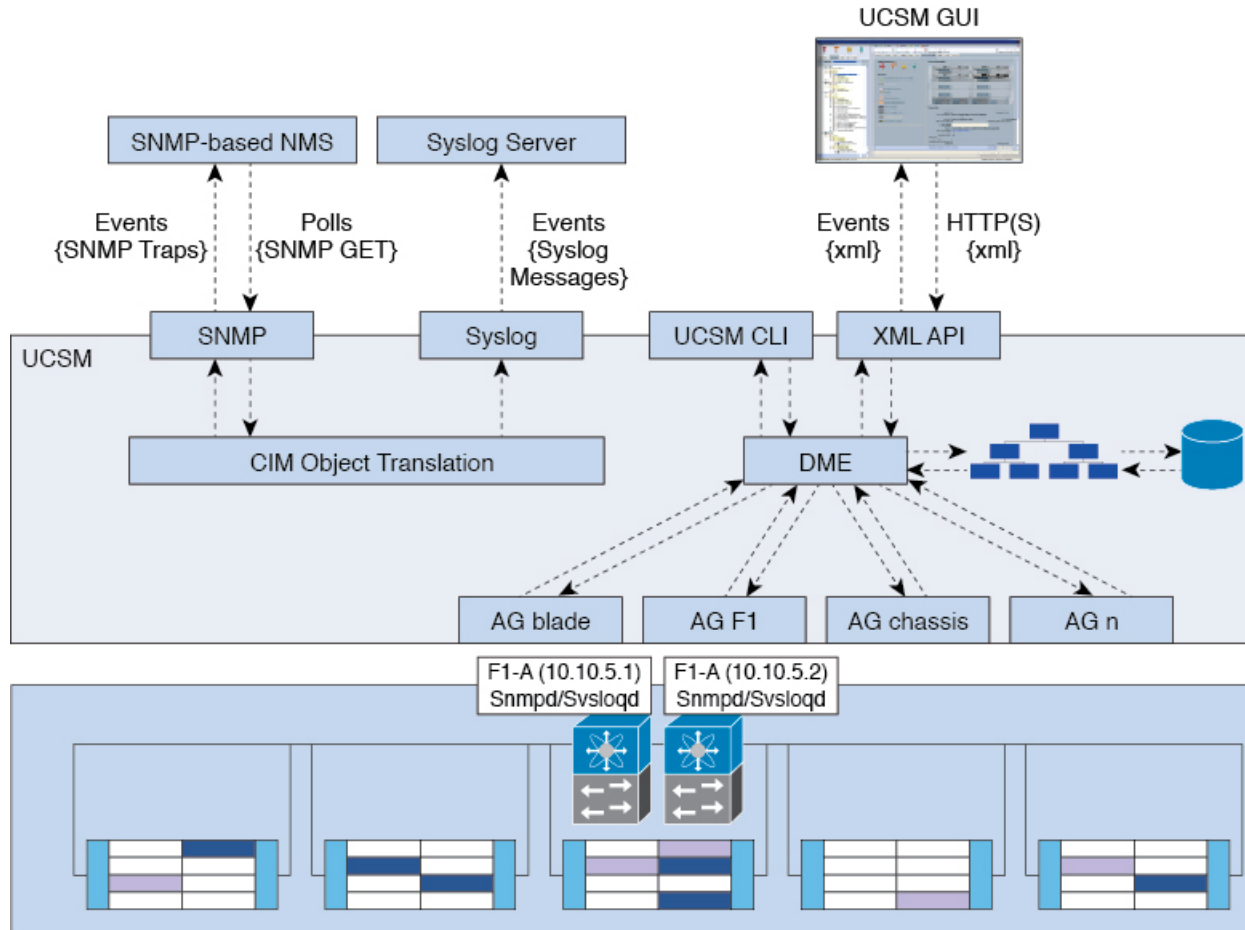 UCSM GUI
SNMP-based NMS
Syslog Server
Events
{SNMP Traps}
Polls
{SNMP GET}
Events
{Syslog
Messages}
Events
{xml}
HTTP(S)
{xml}
UCSM
SNMP
Syslog
UCSM CLI
XML API
CIM Object Translation
DME
AG blade
AG F1
AG chassis
AG n
F1-A (10.10.5.1)
Snmpd/Svsloqd
F1-A (10.10.5.2)
Snmpd/Svsloqd